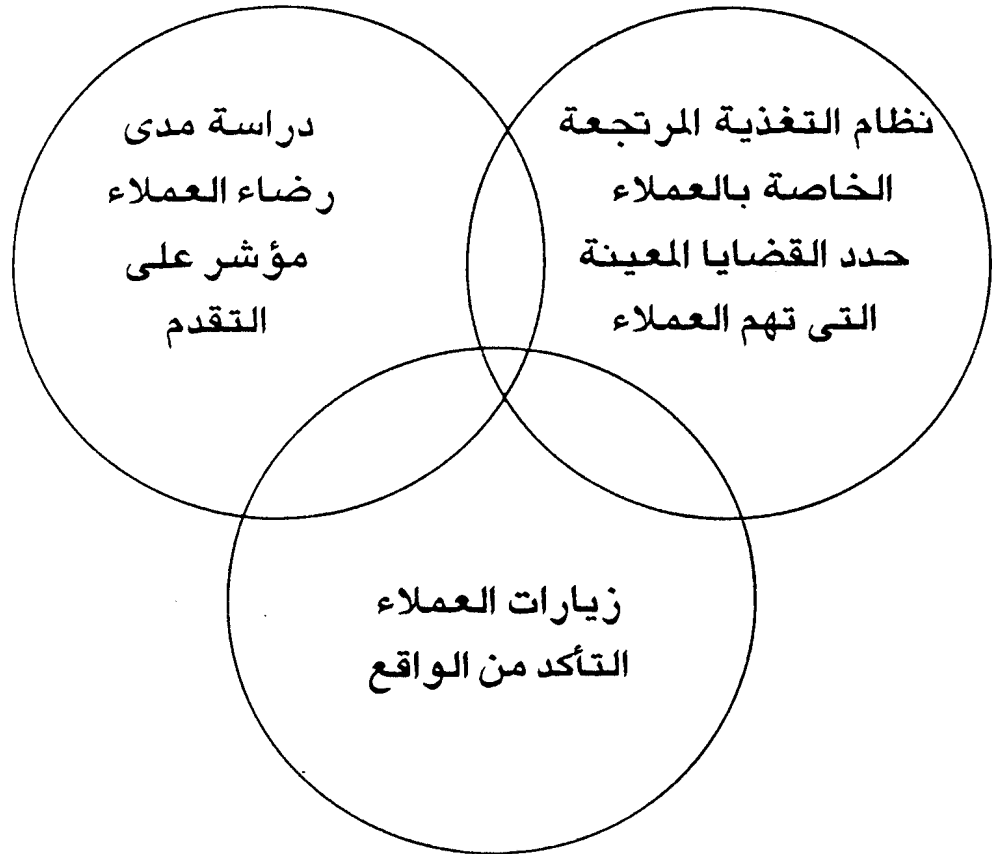 نظام التغذية المرتجعة
الخاصة بالعملاء
حدد القضايا المعينة
التى تهم العملاء
دراسة مدى
رضاء العملاء
مؤشر على
التقدم
زيارات العملاء
التأكد من الواقع